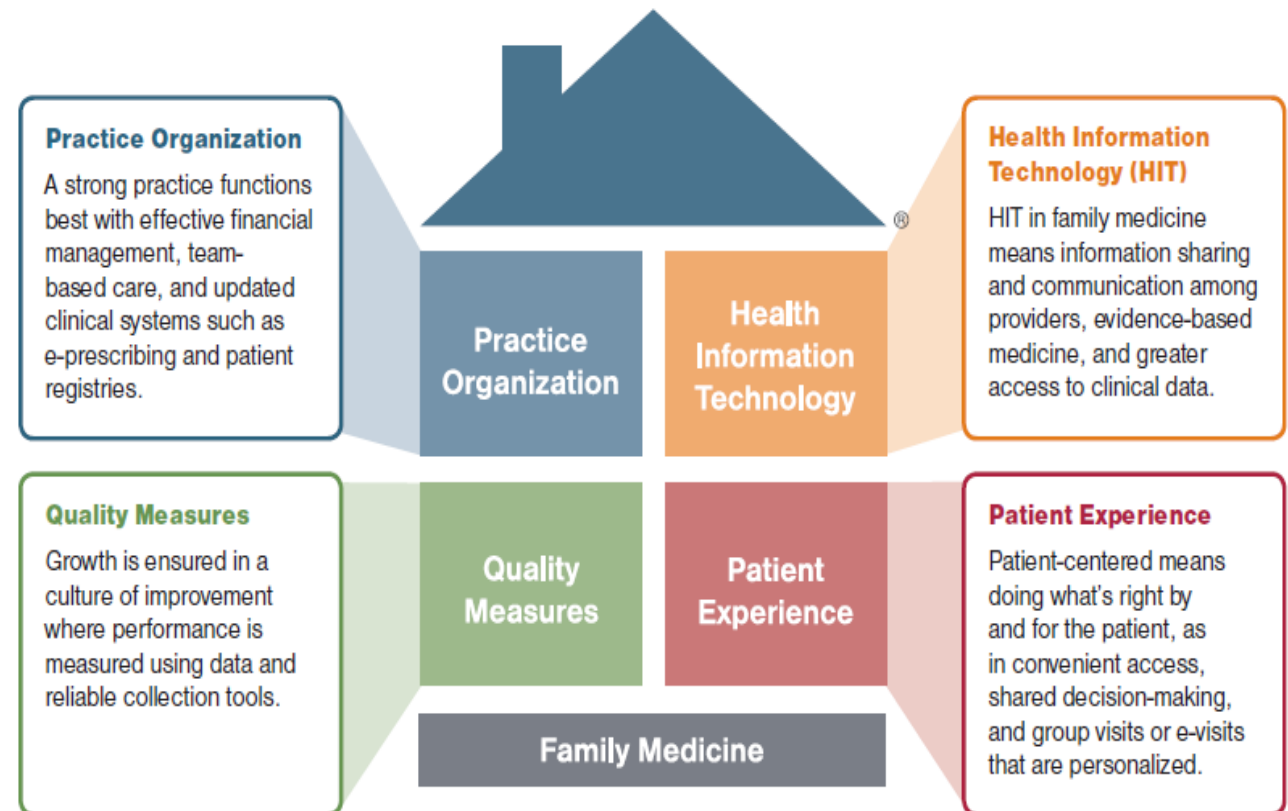 Practice Organization
A strong practice functions
best with effective financial
management, team-
based care, and updated
clinical systems such as
e-prescribing and patient
registries.
®
Health Information
Technology (HIT)
HIT in family medicine
means information sharing
and communication among
providers, evidence-based
medicine, and greater
access to clinical data.
Practice
Organization
Health
Information
Technology
Quality Measures
Growth is ensured in a
culture of improvement
where performance is
measured using data and
reliable collection tools.
Quality
Measures
Patient
Experience
Patient Experience
Patient-centered means
doing what's right by
and for the patient, as
in convenient access,
shared decision-making,
and group visits or e-visits
that are personalized.
Family Medicine